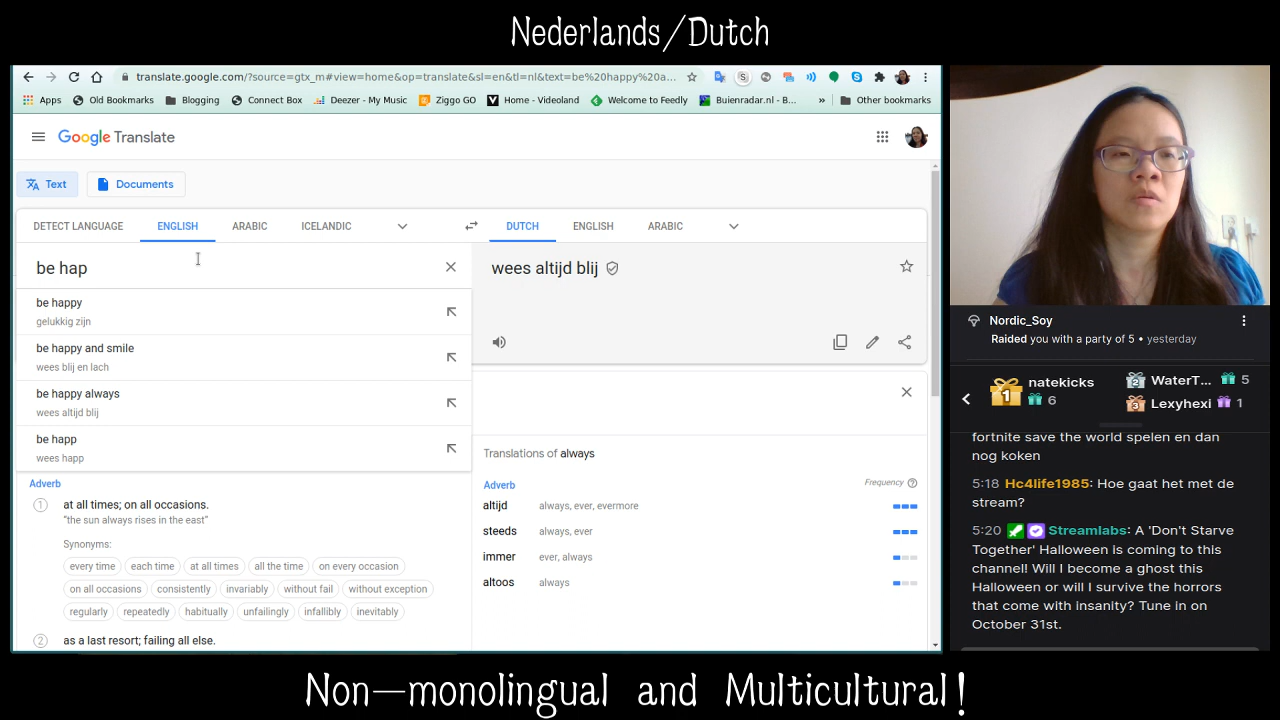 Nederlands/Dutch
translate.google.com/?source=gtx_m#view=home&op=translate&sl=en&tl=nl&text=be%20happy%20a...
Apps Old Bookmarks Blogging Connect Box Deezer - My Music Ziggo GO Home - Videoland Welcome to Feedly Buienradar.nl - B... » Other bookmarks
Google Translate
Text Documents
DETECT LANGUAGE ENGLISH ARABIC ICELANDIC DUTCH ENGLISH ARABIC
be hap
wees altijd blij
be happy
gelukkig zijn
be happy and smile
wees blij en lach
be happy always
wees altijd blij
be happ
wees happ
Adverb
1 at all times; on all occasions.
"the sun always rises in the east"
Synonyms:
every time each time at all times all the time on every occasion
on all occasions consistently invariably without fail without exception
regularly repeatedly habitually unfailingly infallibly inevitably
2 as a last resort; failing all else.
Translations of always
Adverb Frequency
altijd always, ever, evermore
steeds always, ever
immer ever, always
altoos always
Nordic_Soy
Raided you with a party of 5 • yesterday
1 natekicks
6
2 WaterT... 5
3 Lexyhexi 1
fortnite save the world spelen en dan
nog koken
5:18 Hc4life1985: Hoe gaat het met de
stream?
5:20 Streamlabs: A 'Don't Starve
Together' Halloween is coming to this
channel! Will I become a ghost this
Halloween or will I survive the horrors
that come with insanity? Tune in on
October 31st.
Non-monolingual and Multicultural!